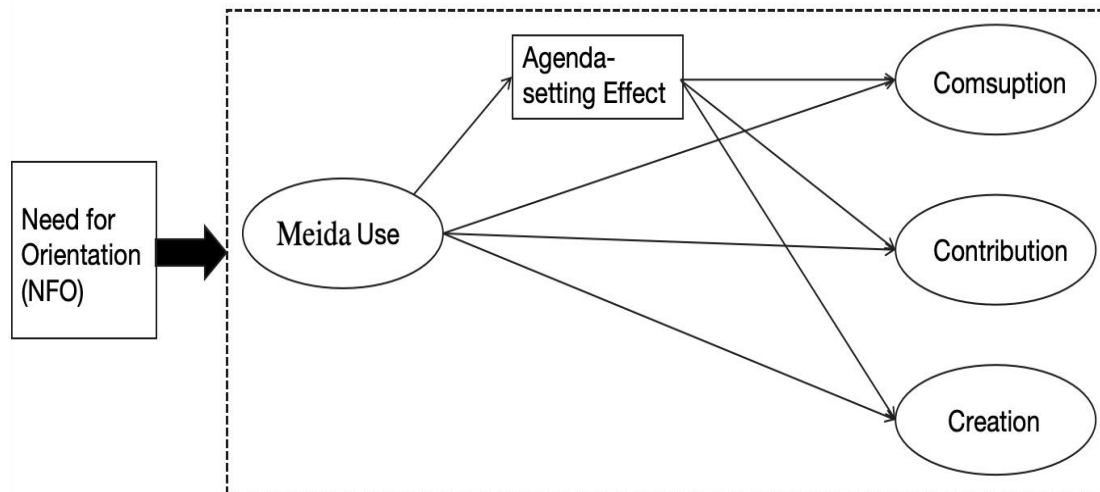 Agenda-
setting Effect
Comsuption
Need for
Orientation
(NFO)
Meida Use
Contribution
Creation